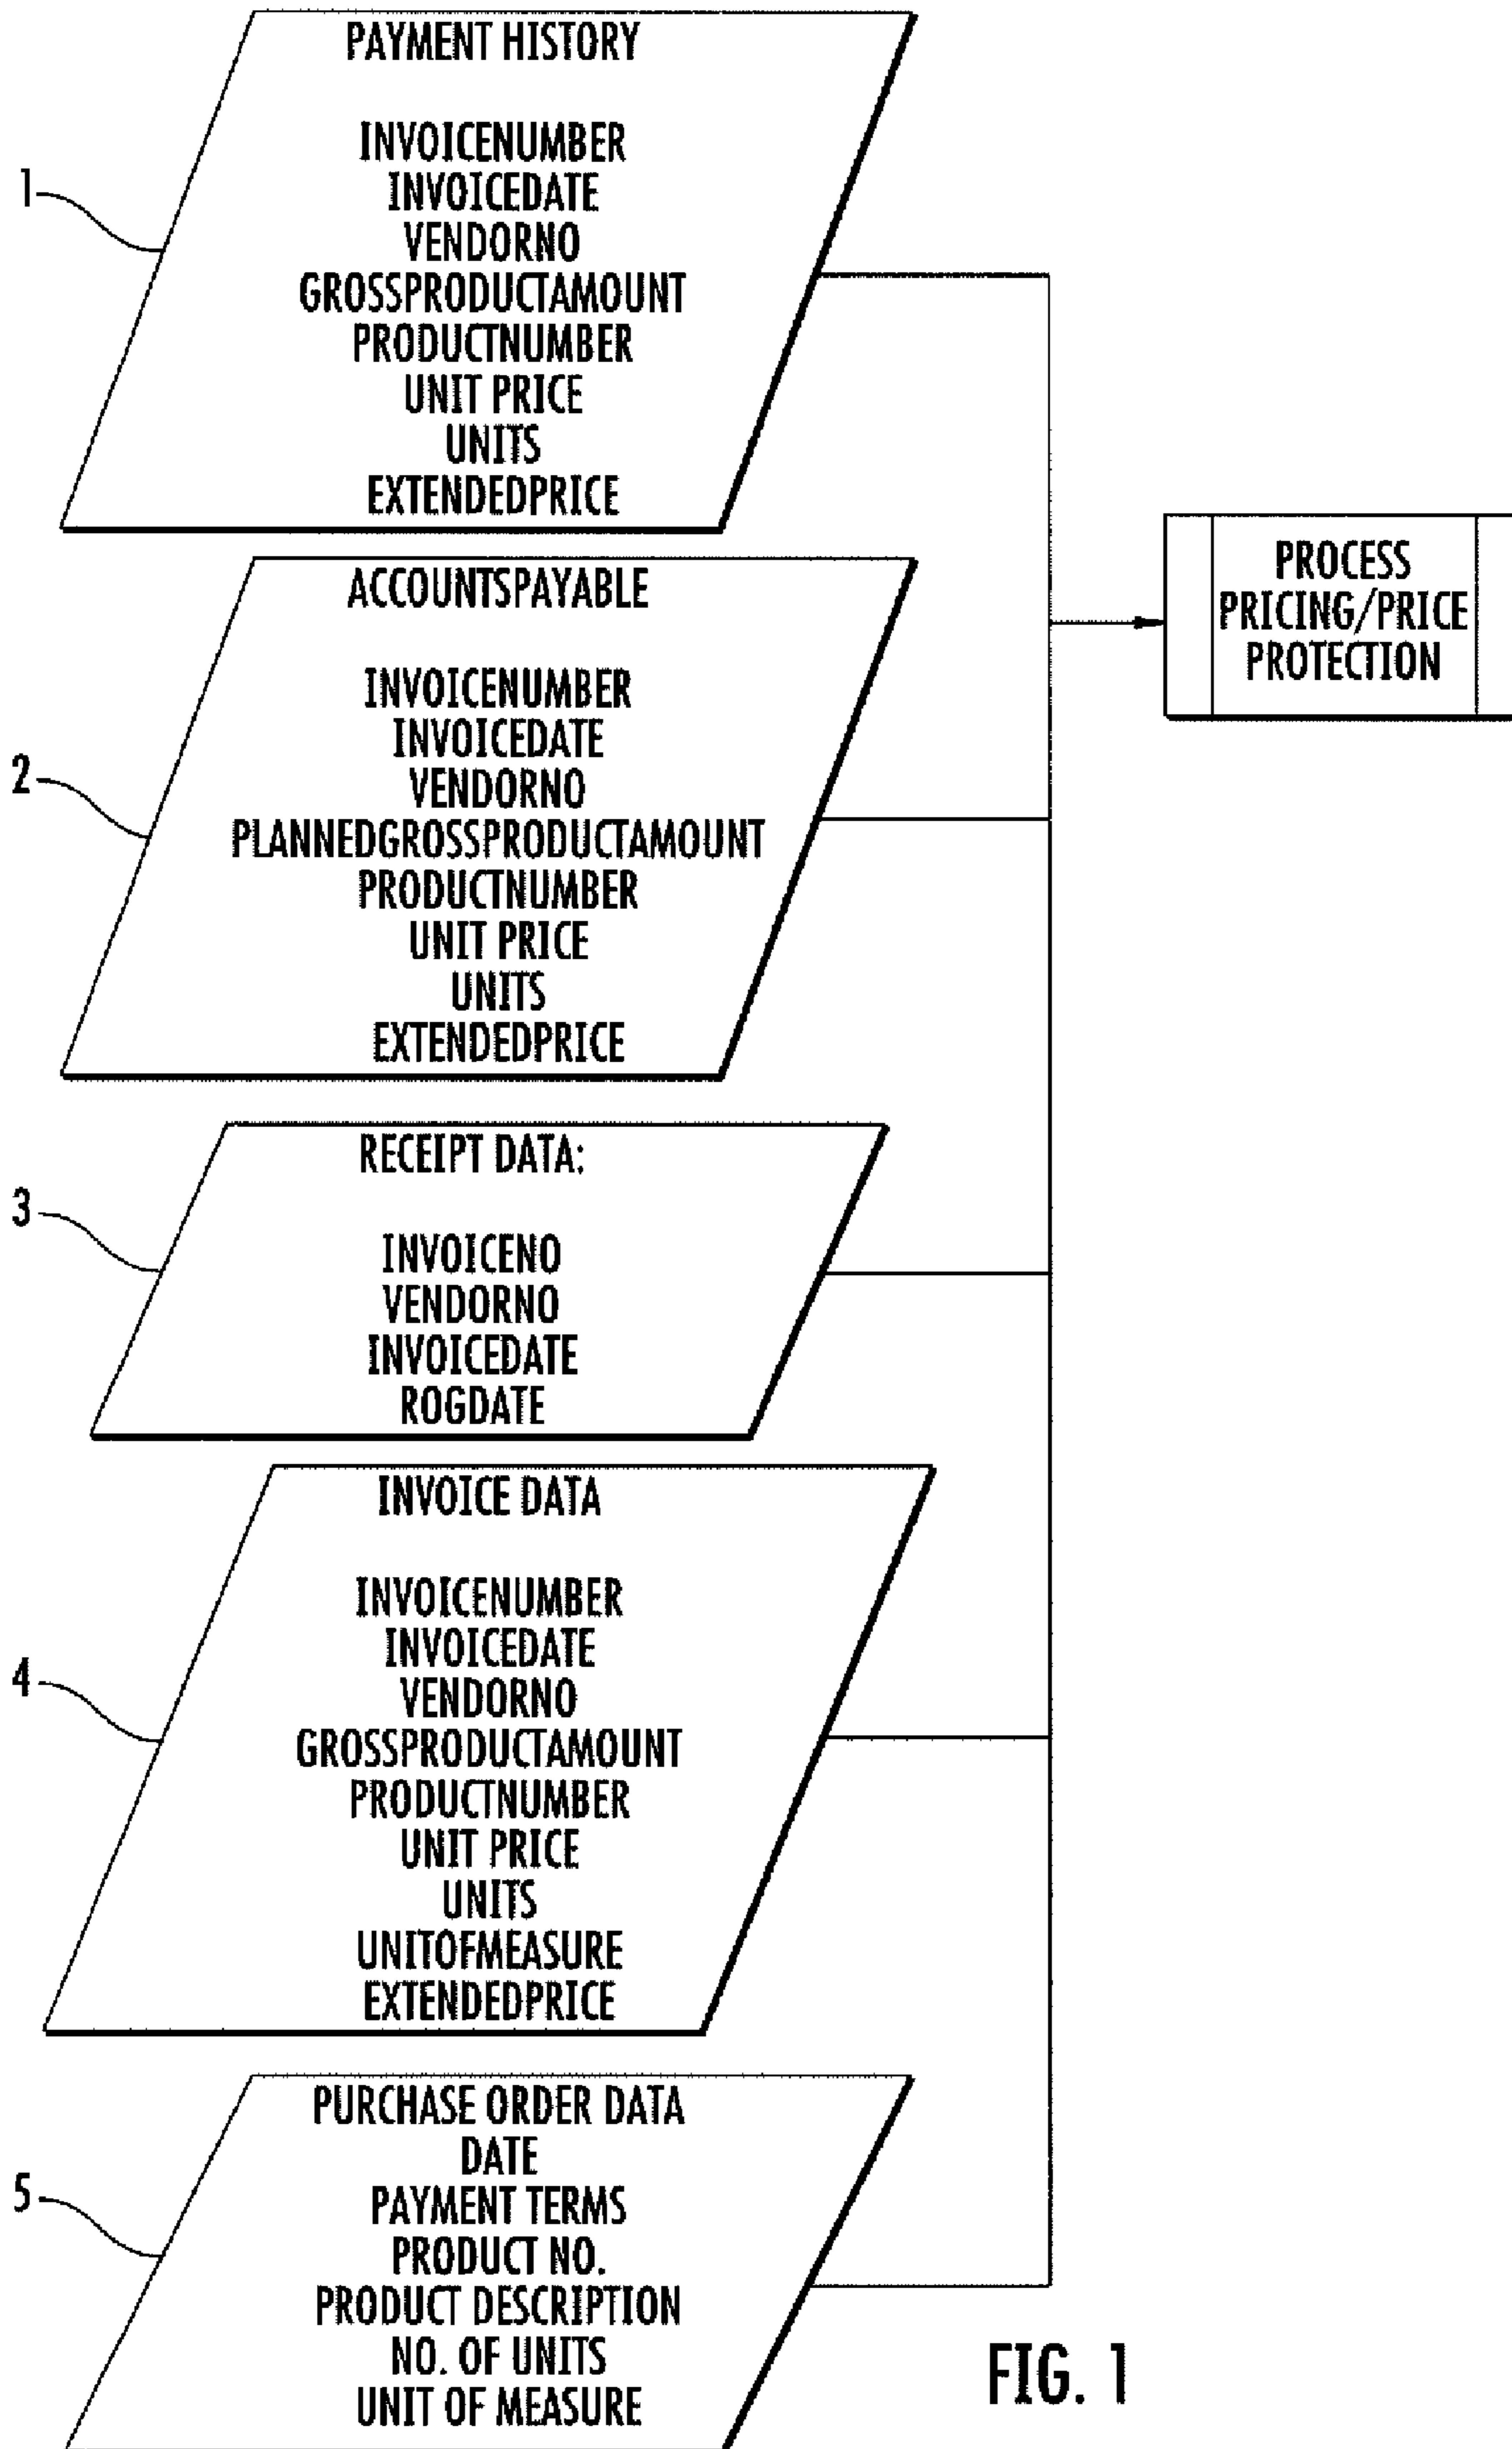 PAYMENT HISTORY
INVOICENUMBER
INVOICEDATE
VENDORNO
GROSSPRODUCTAMOUNT
PRODUCTNUMBER
UNIT PRICE
UNITS
EXTENDEDPRICE
1
ACCOUNTSPAYABLE
INVOICENUMBER
INVOICEDATE
VENDORNO
PLANNEDGROSSPRODUCTAMOUNT
PRODUCTNUMBER
UNIT PRICE
UNITS
EXTENDEDPRICE
2
RECEIPT DATA:
INVOICENO
VENDORNO
INVOICEDATE
ROGDATE
3
INVOICE DATA
INVOICENUMBER
INVOICEDATE
VENDORNO
GROSSPRODUCTAMOUNT
PRODUCTNUMBER
UNIT PRICE
UNITS
UNITOFMEASURE
EXTENDEDPRICE
4
PURCHASE ORDER DATA
DATE
PAYMENT TERMS
PRODUCT NO.
PRODUCT DESCRIPTION
NO. OF UNITS
UNIT OF MEASURE
5
PROCESS
PRICING/PRICE
PROTECTION
FIG. 1